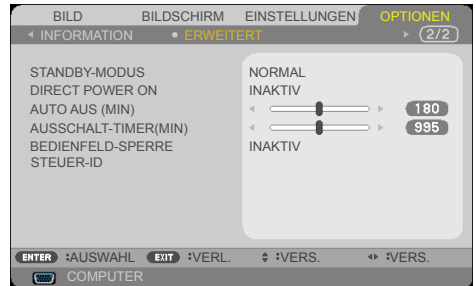 BILD BILDSCHIRM EINSTELLUNGEN OPTIONEN
INFORMATION ERWEITERT (2/2)
STANDBY-MODUS NORMAL
DIRECT POWER ON INAKTIV
AUTO AUS (MIN) 180
AUSSCHALT-TIMER(MIN) 995
BEDIENFELD-SPERRE INAKTIV
STEUER-ID
ENTER :AUSWAHL EXIT :VERL. :VERS. :VERS.
COMPUTER